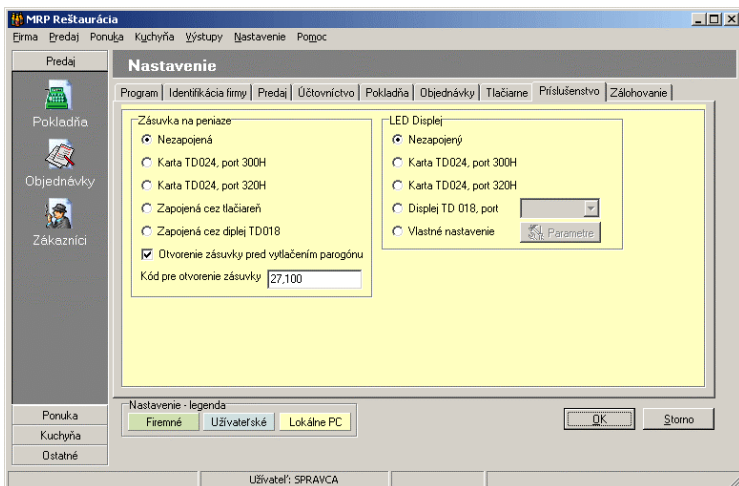 MRP Reštaurácia
Firma Predaj Ponuka Kuchyňa Výstupy Nastavenie Pomoc
Predaj
Nastavenie
Program Identifikácia firmy Predaj Účtovníctvo Pokladňa Objednávky Tlačiarne Príslušenstvo Zálohovanie
Pokladňa
Objednávky
Zákazníci
Zásuvka na peniaze
Nezapojená
Karta TD024, port 300H
Karta TD024, port 320H
Zapojená cez tlačiareň
Zapojená cez diplej TD018
Otvorenie zásuvky pred vytlačením parogónu
Kód pre otvorenie zásuvky 27,100
LED Displej
Nezapojený
Karta TD024, port 300H
Karta TD024, port 320H
Displej TD 018, port
Vlastné nastavenie Parametre
Ponuka
Kuchyňa
Ostatné
Nastavenie - legenda
Firemné Užívateľské Lokálne PC
OK Storno
Užívateľ: SPRAVCA